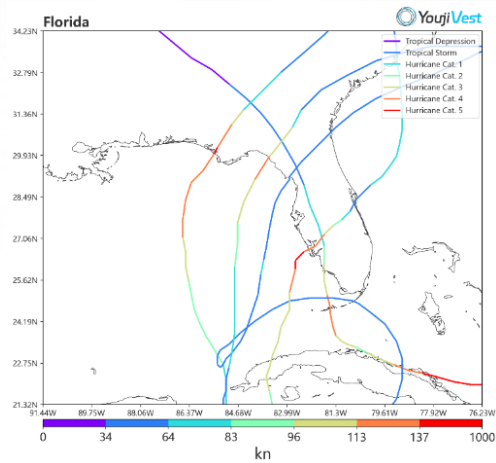 Florida
YoujiVest
34.23N
32.79N
31.36N
29.93N
28.49N
27.06N
25.62N
24.19N
22.75N
21.32N
Tropical Depression
Tropical Storm
Hurricane Cat. 1
Hurricane Cat. 2
Hurricane Cat. 3
Hurricane Cat. 4
Hurricane Cat. 5
91.44W 89.75W 88.06W 86.37W 84.68W 82.99W 81.3W 79.61W 77.92W 76.23W
0 34 64 83 96 113 137 1000
kn